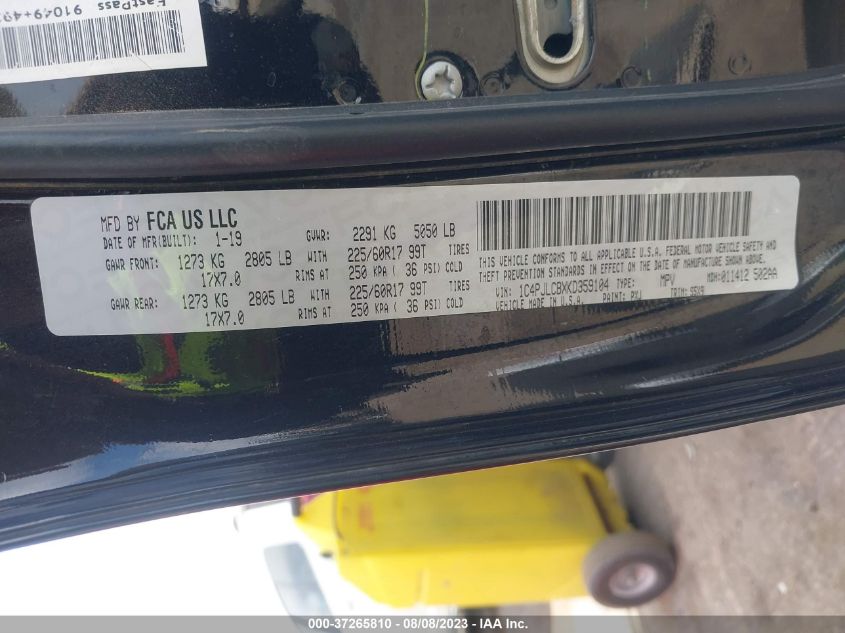 FastPass
91049+49
MFD BY FCA US LLC
DATE OF MFR(BUILT): 1-19 GVWR: 2291 KG 5050 LB
GAWR FRONT: 1273 KG 2805 LB WITH 225/60R17 99T TIRES
17X7.0 RIMS AT 250 KPA ( 36 PSI) COLD
GAWR REAR: 1273 KG 2805 LB WITH 225/60R17 99T TIRES
17X7.0 RIMS AT 250 KPA ( 36 PSI) COLD
THIS VEHICLE CONFORMS TO ALL APPLICABLE U.S.A. FEDERAL MOTOR VEHICLE SAFETY AND
THEFT PREVENTION STANDARDS IN EFFECT ON THE DATE OF MANUFACTURE SHOWN ABOVE.
VIN: 1C4PJLCBXKD359104 TYPE: MPV MDH:011412 502AA
VEHICLE MADE IN U.S.A. PAINT: PXJ TRIM: 95X9
000-37265810 - 08/08/2023 - IAA Inc.